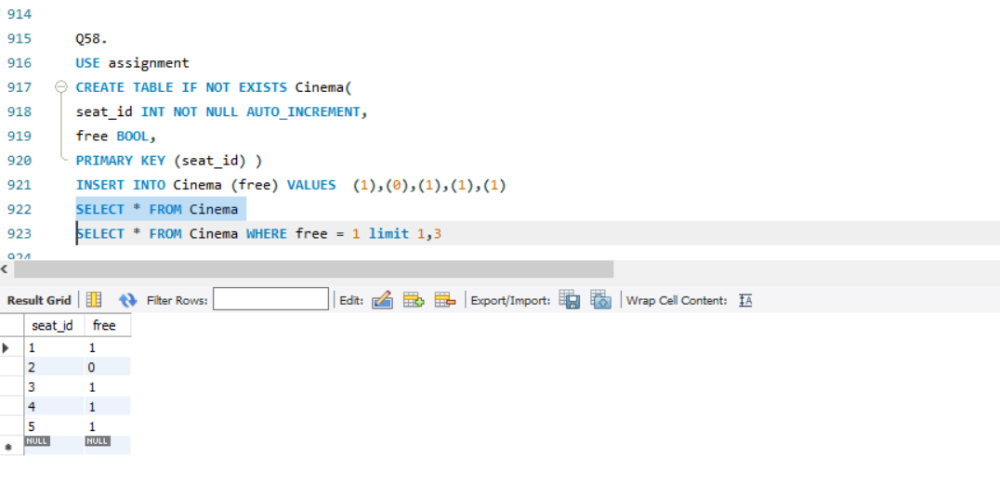 914
915 Q58.
916 USE assignment
917 CREATE TABLE IF NOT EXISTS Cinema(
918 seat_id INT NOT NULL AUTO_INCREMENT,
919 free BOOL,
920 PRIMARY KEY (seat_id) )
921 INSERT INTO Cinema (free) VALUES  (1),(0),(1),(1),(1)
922 SELECT * FROM Cinema
923 SELECT * FROM Cinema WHERE free = 1 limit 1,3
924
Result Grid Filter Rows: Edit: Export/Import: Wrap Cell Content: IA
seat_id free
1 1
2 0
3 1
4 1
5 1
NULL NULL